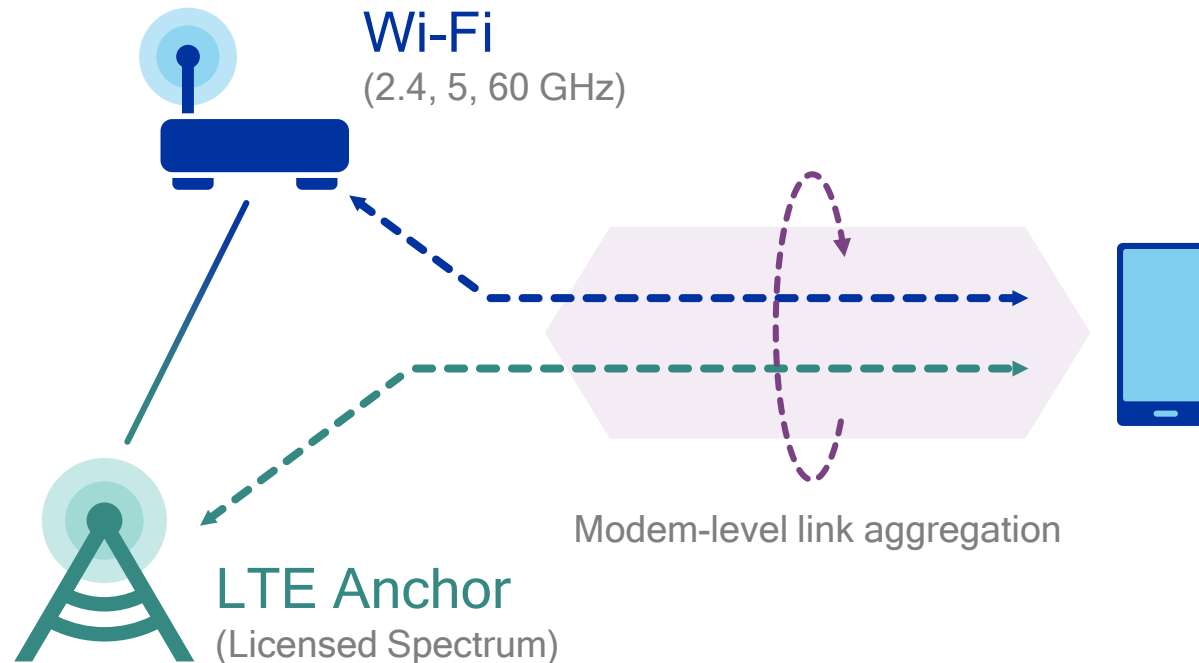 Wi-Fi
(2.4, 5, 60 GHz)
Modem-level link aggregation
LTE Anchor
(Licensed Spectrum)